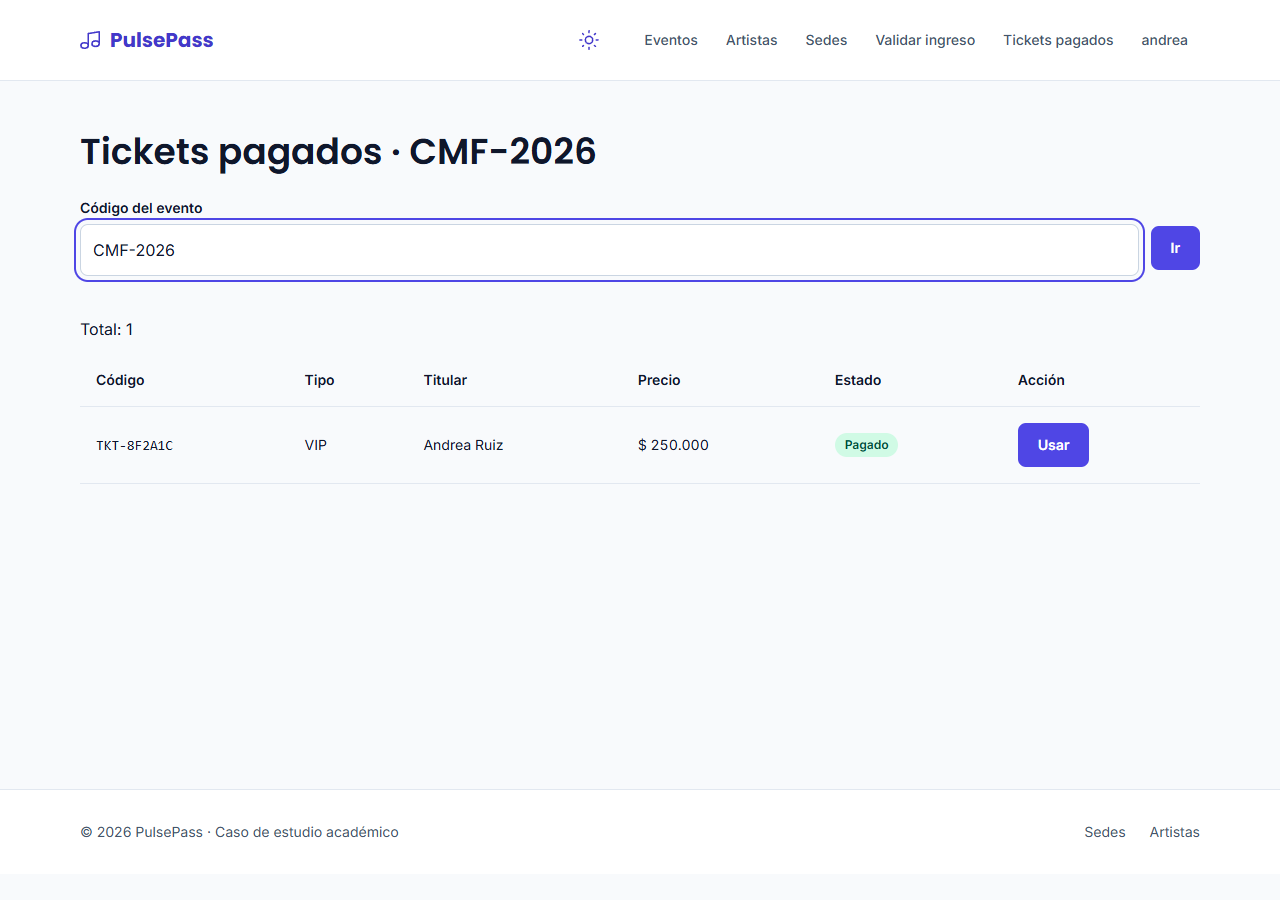 PulsePass
Eventos Artistas Sedes Validar ingreso Tickets pagados andrea
Tickets pagados · CMF-2026
Código del evento
CMF-2026 Ir
Total: 1
Código Tipo Titular Precio Estado Acción
TKT-8F2A1C VIP Andrea Ruiz $ 250.000 Pagado Usar
© 2026 PulsePass · Caso de estudio académico Sedes Artistas